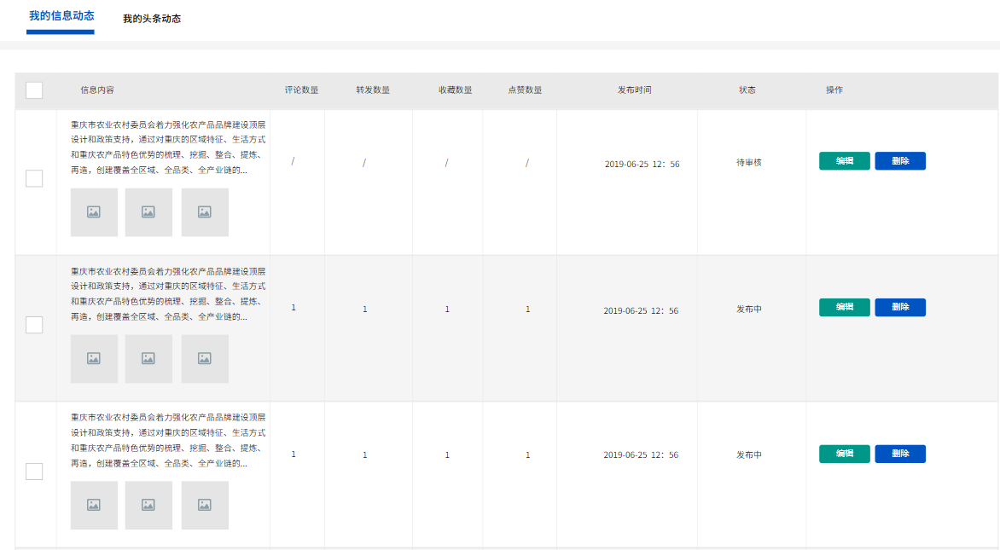 我的信息动态 我的头条动态
信息内容 评论数量 转发数量 收藏数量 点赞数量 发布时间 状态 操作
重庆市农业农村委员会着力强化农产品品牌建设顶层
设计和政策支持，通过对重庆的区域特征、生活方式
和重庆农产品特色优势的梳理、挖掘、整合、提炼、
再造，创建覆盖全区域、全品类、全产业链的...
/ / / / 2019-06-25 12：56 待审核 编辑 删除
重庆市农业农村委员会着力强化农产品品牌建设顶层
设计和政策支持，通过对重庆的区域特征、生活方式
和重庆农产品特色优势的梳理、挖掘、整合、提炼、
再造，创建覆盖全区域、全品类、全产业链的...
1 1 1 1 2019-06-25 12：56 发布中 编辑 删除
重庆市农业农村委员会着力强化农产品品牌建设顶层
设计和政策支持，通过对重庆的区域特征、生活方式
和重庆农产品特色优势的梳理、挖掘、整合、提炼、
再造，创建覆盖全区域、全品类、全产业链的...
1 1 1 1 2019-06-25 12：56 发布中 编辑 删除